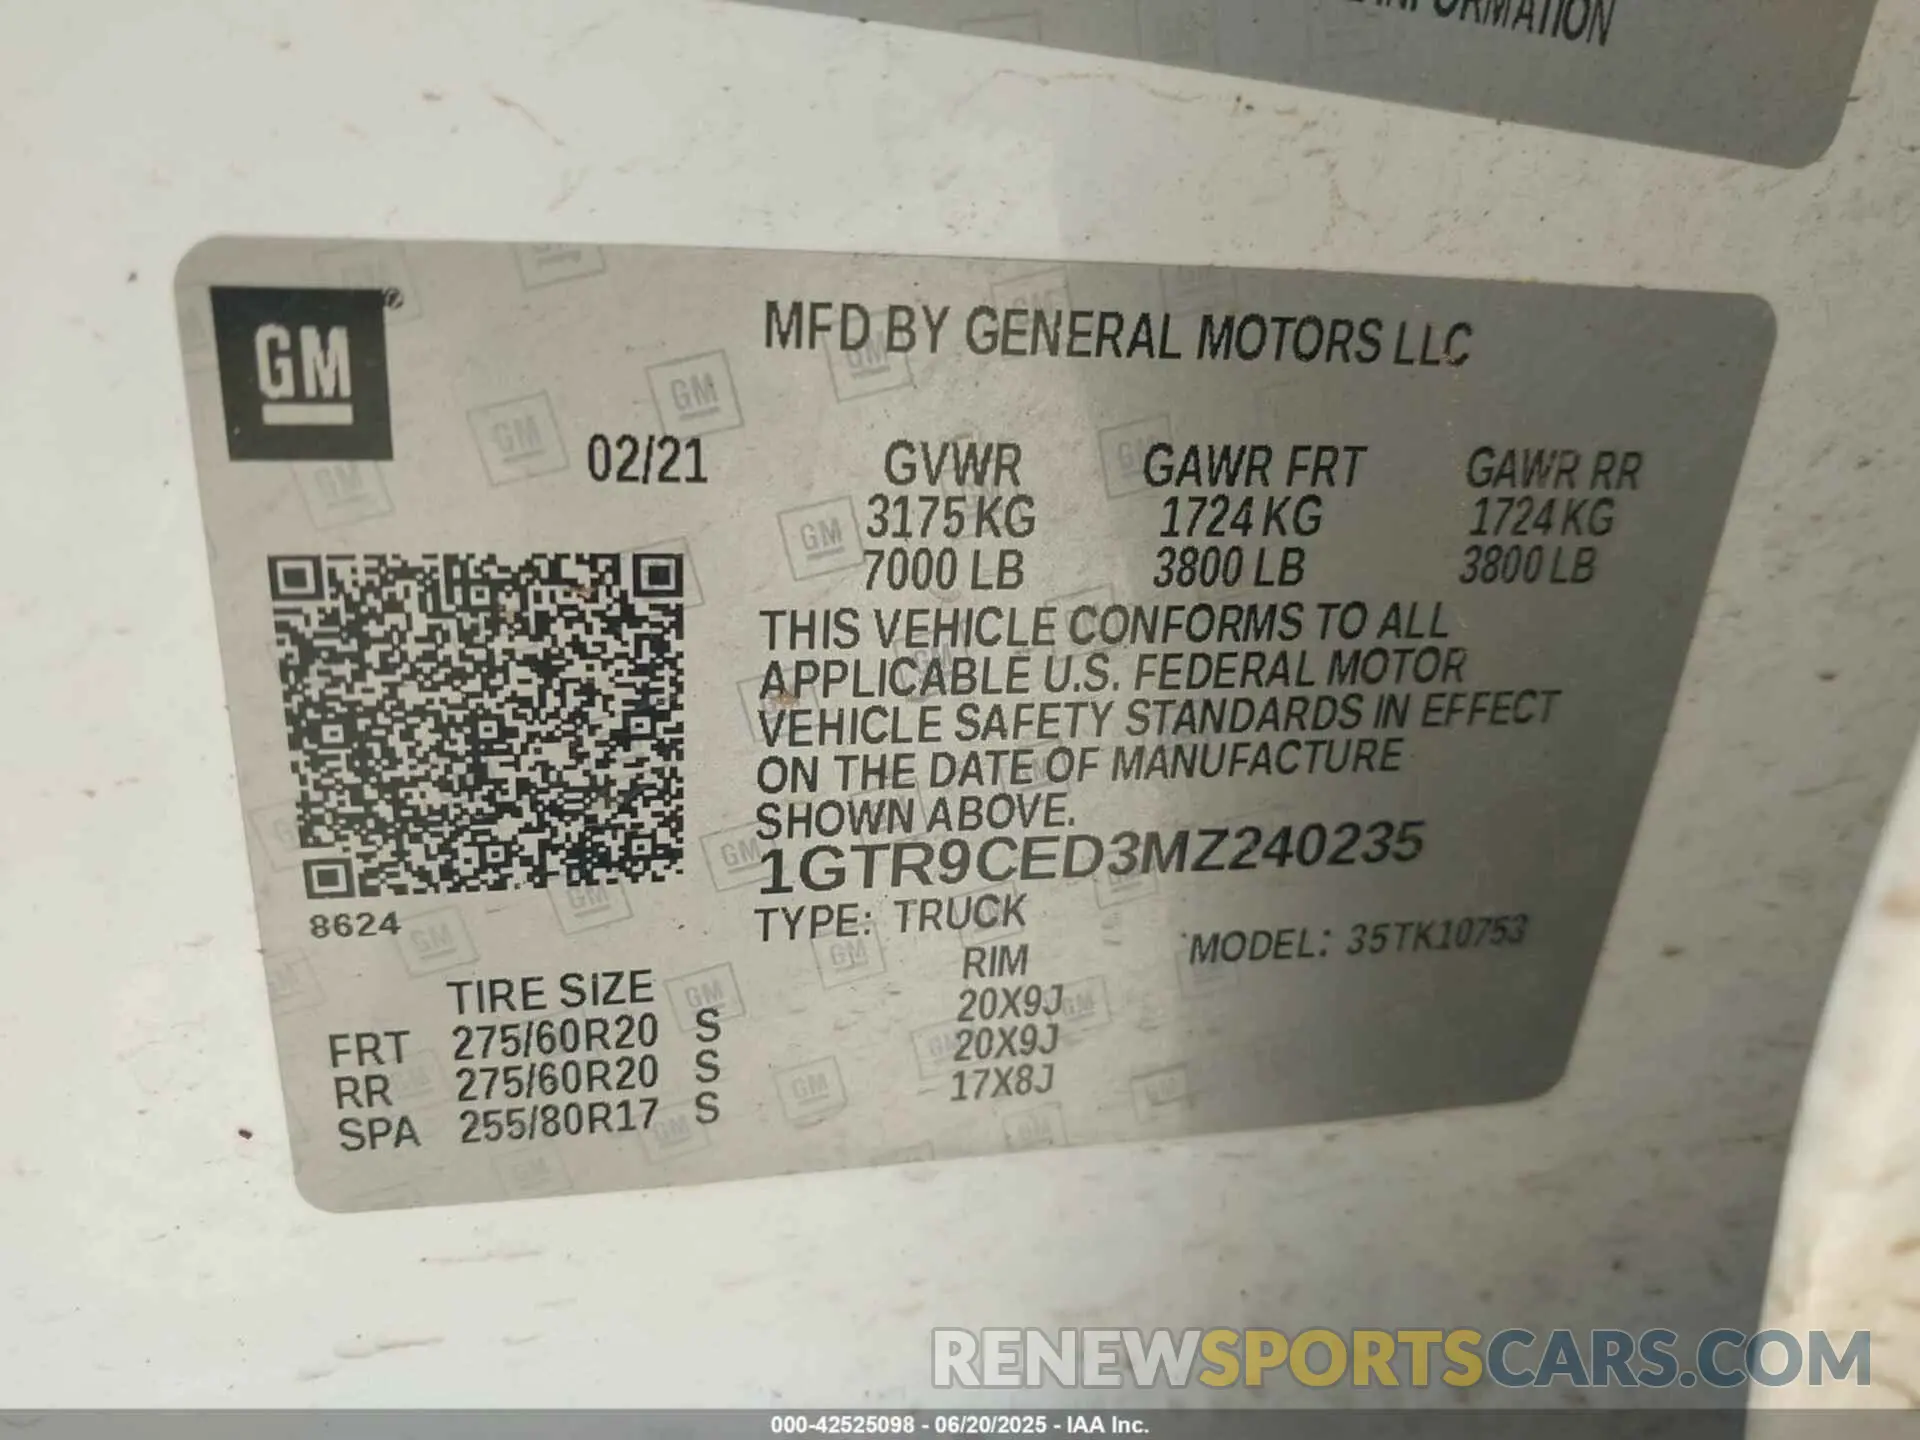 INFORMATION
GM
MFD BY GENERAL MOTORS LLC
02/21 GVWR GAWR FRT GAWR RR
3175 KG 1724 KG 1724 KG
7000 LB 3800 LB 3800 LB
THIS VEHICLE CONFORMS TO ALL
APPLICABLE U.S. FEDERAL MOTOR
VEHICLE SAFETY STANDARDS IN EFFECT
ON THE DATE OF MANUFACTURE
SHOWN ABOVE.
1GTR9CED3MZ240235
8624
TYPE: TRUCK MODEL: 35TK10753
TIRE SIZE RIM
FRT 275/60R20 S 20X9J
RR 275/60R20 S 20X9J
SPA 255/80R17 S 17X8J
RENEWSPORTSCARS.COM
000-42525098 - 06/20/2025 - IAA Inc.